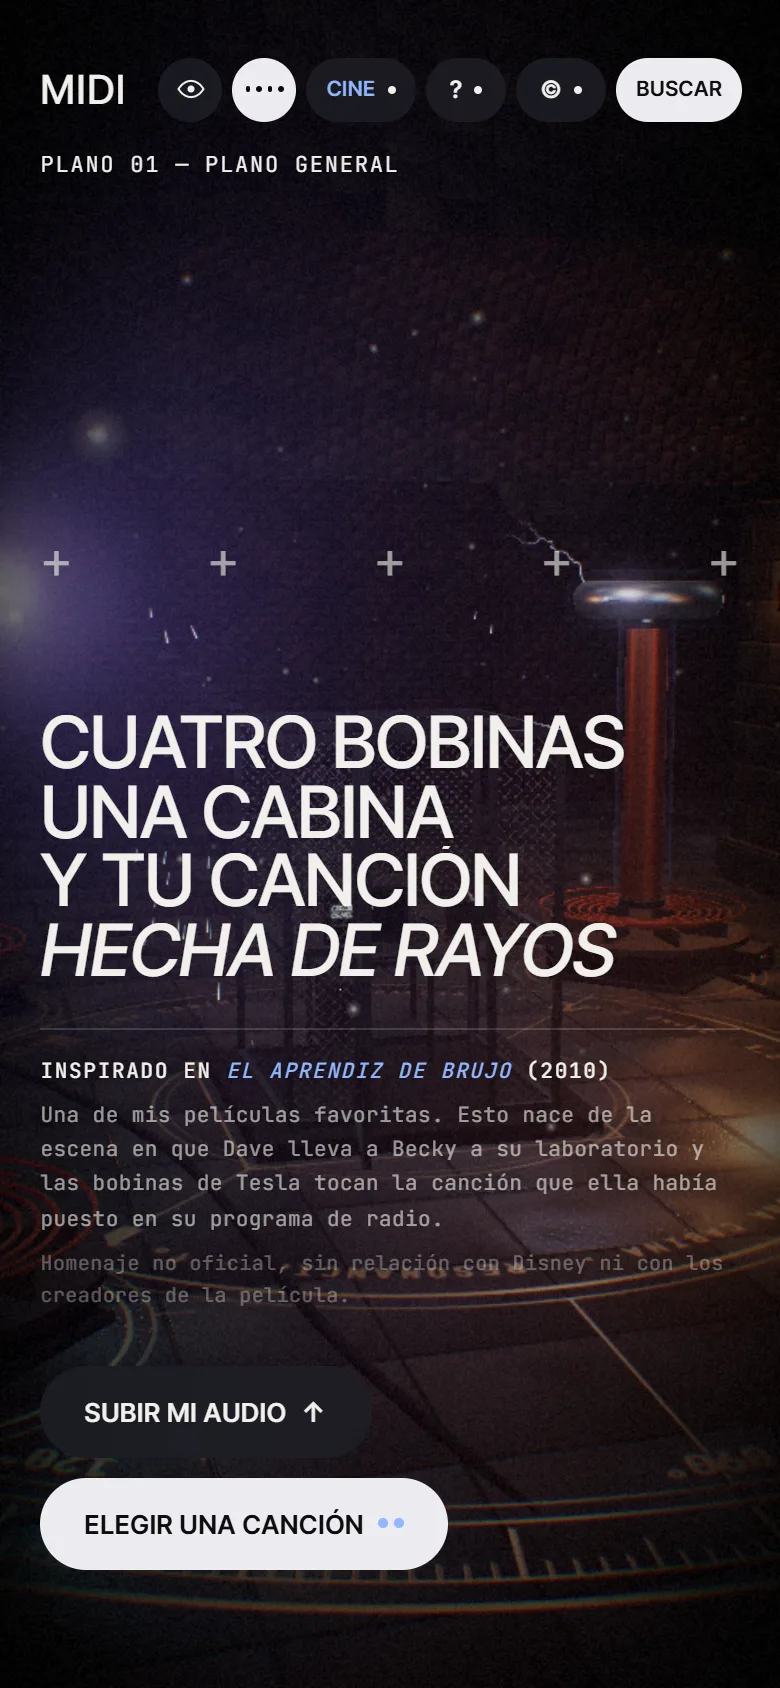 MIDI
CINE
?
©
BUSCAR
PLANO 01 — PLANO GENERAL
CUATRO BOBINAS
UNA CABINA
Y TU CANCIÓN
HECHA DE RAYOS
INSPIRADO EN EL APRENDIZ DE BRUJO (2010)
Una de mis películas favoritas. Esto nace de la
escena en que Dave lleva a Becky a su laboratorio y
las bobinas de Tesla tocan la canción que ella había
puesto en su programa de radio.
Homenaje no oficial, sin relación con Disney ni con los
creadores de la película.
SUBIR MI AUDIO ↑
ELEGIR UNA CANCIÓN